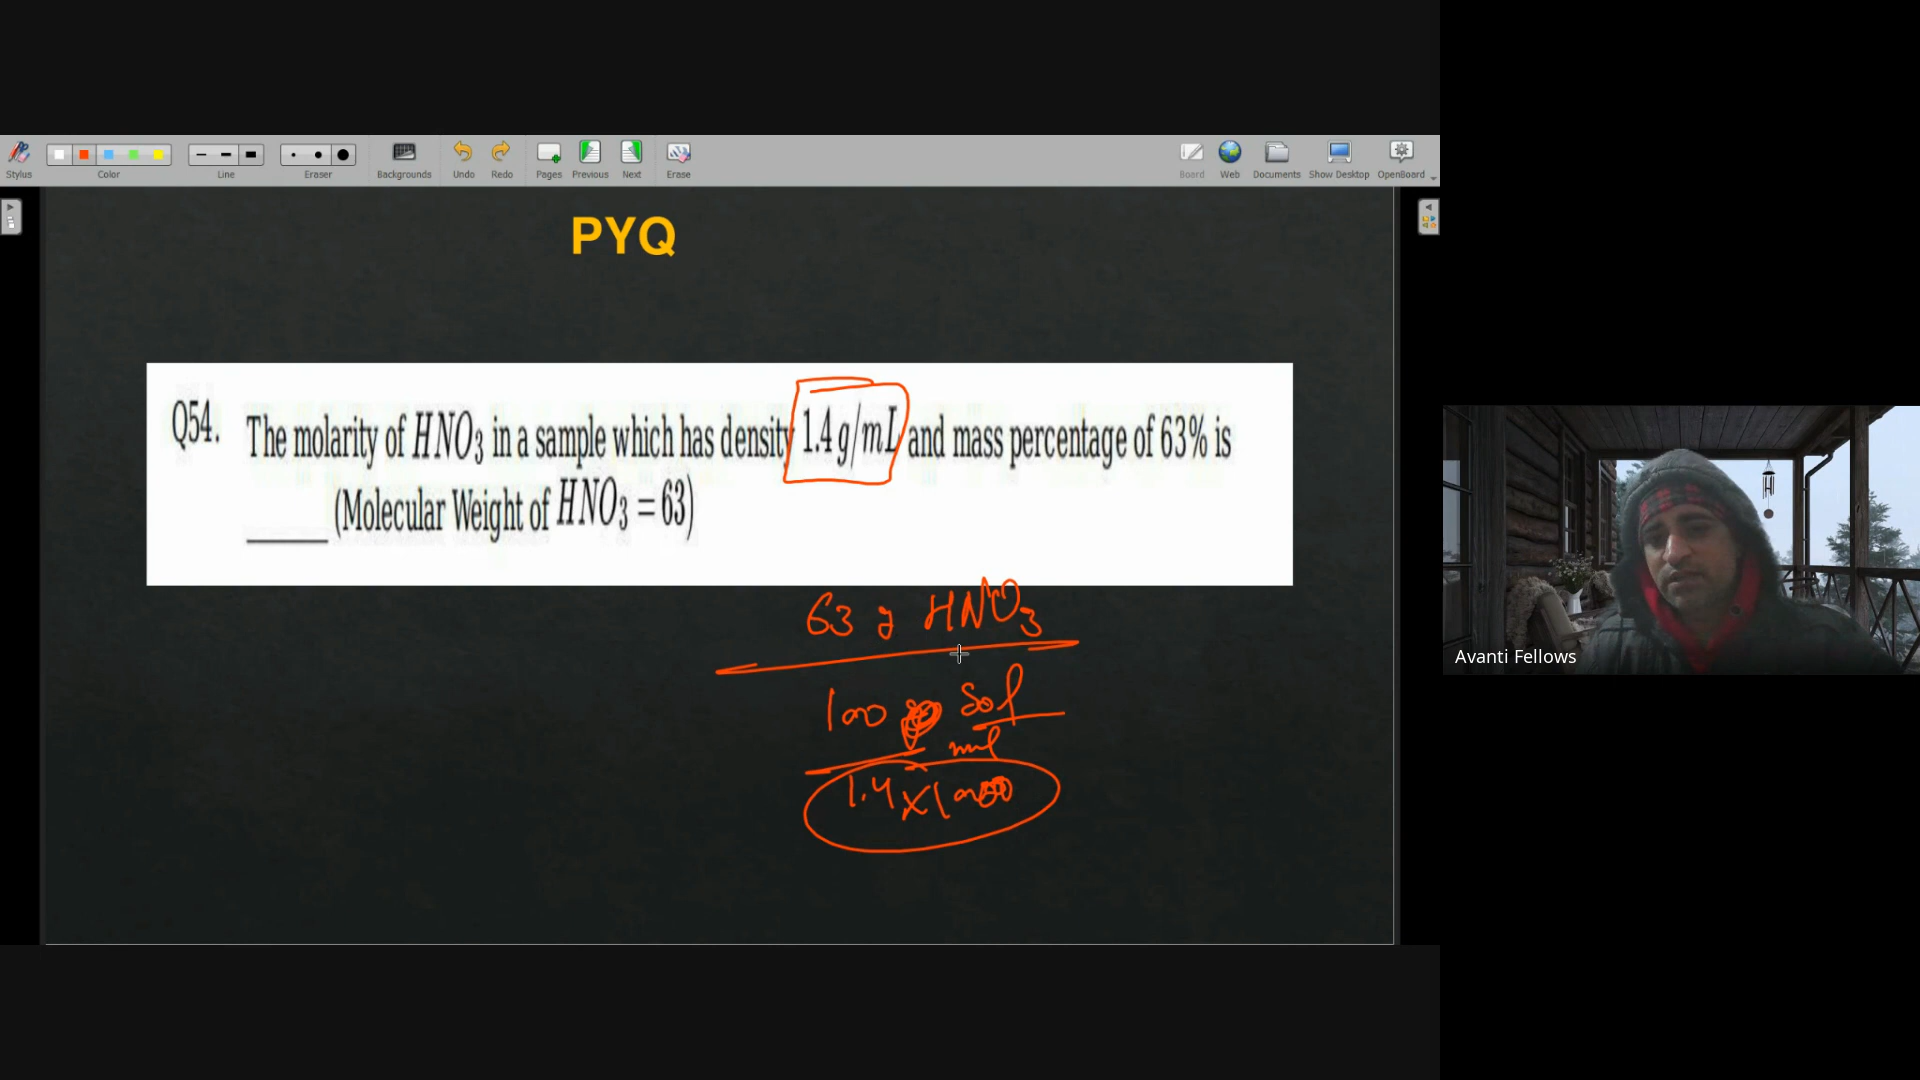 Stylus Color Line Eraser Backgrounds Undo Redo Pages Previous Next Erase Board Web Documents Show Desktop OpenBoard
PYQ
Q54. The molarity of HNO3 in a sample which has density 1.4 g/mL and mass percentage of 63% is
_____ (Molecular Weight of HNO3 = 63)
63 g HNO3
100 sol
ml
1.4 x 1000
Avanti Fellows